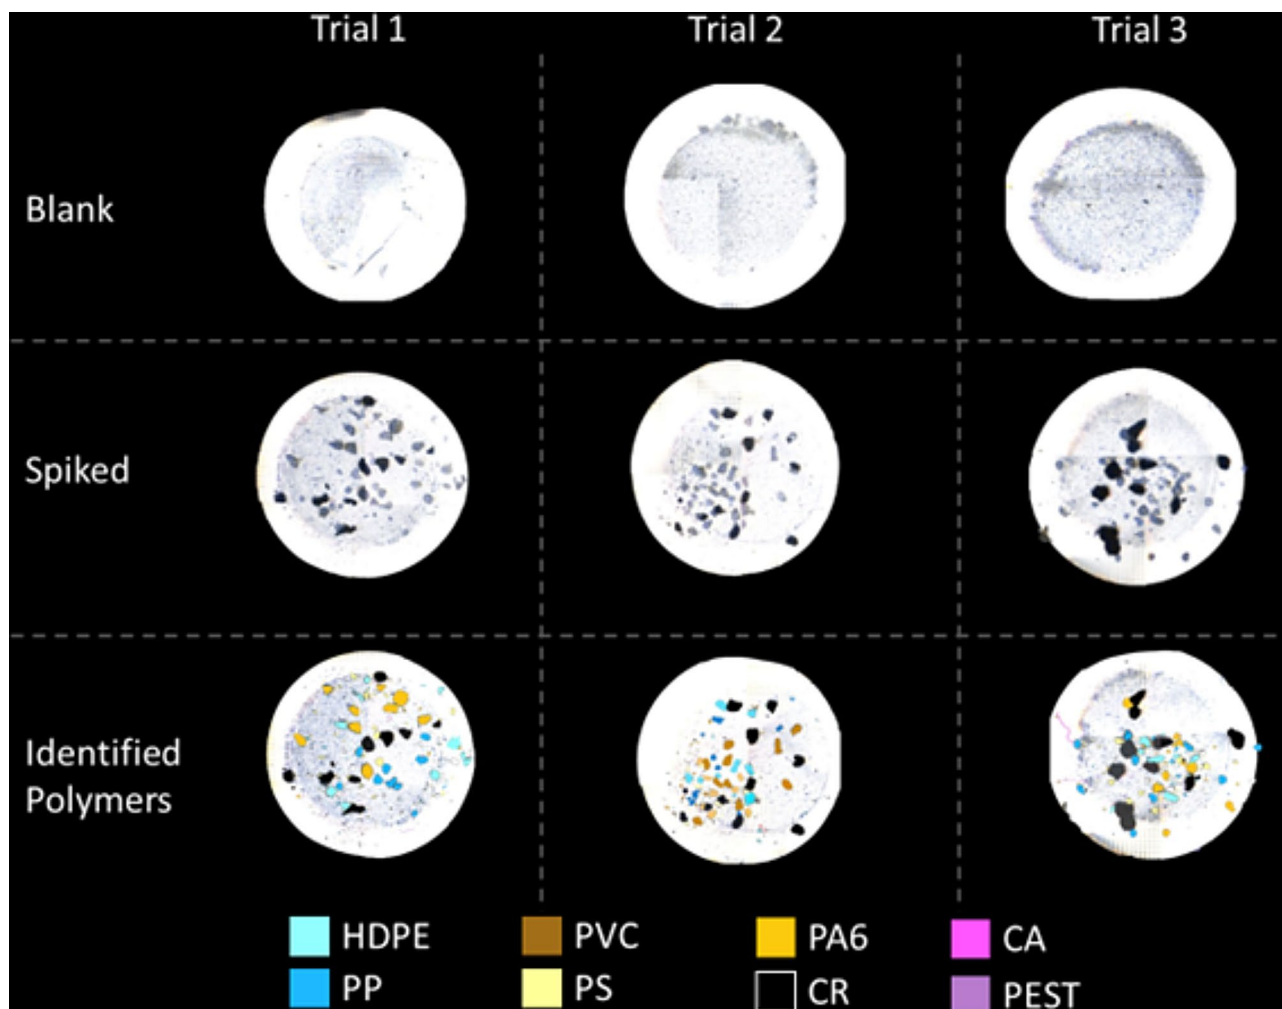 Trial 1 Trial 2 Trial 3
Blank
Spiked
Identified
Polymers
HDPE PVC PA6 CA
PP PS CR PEST